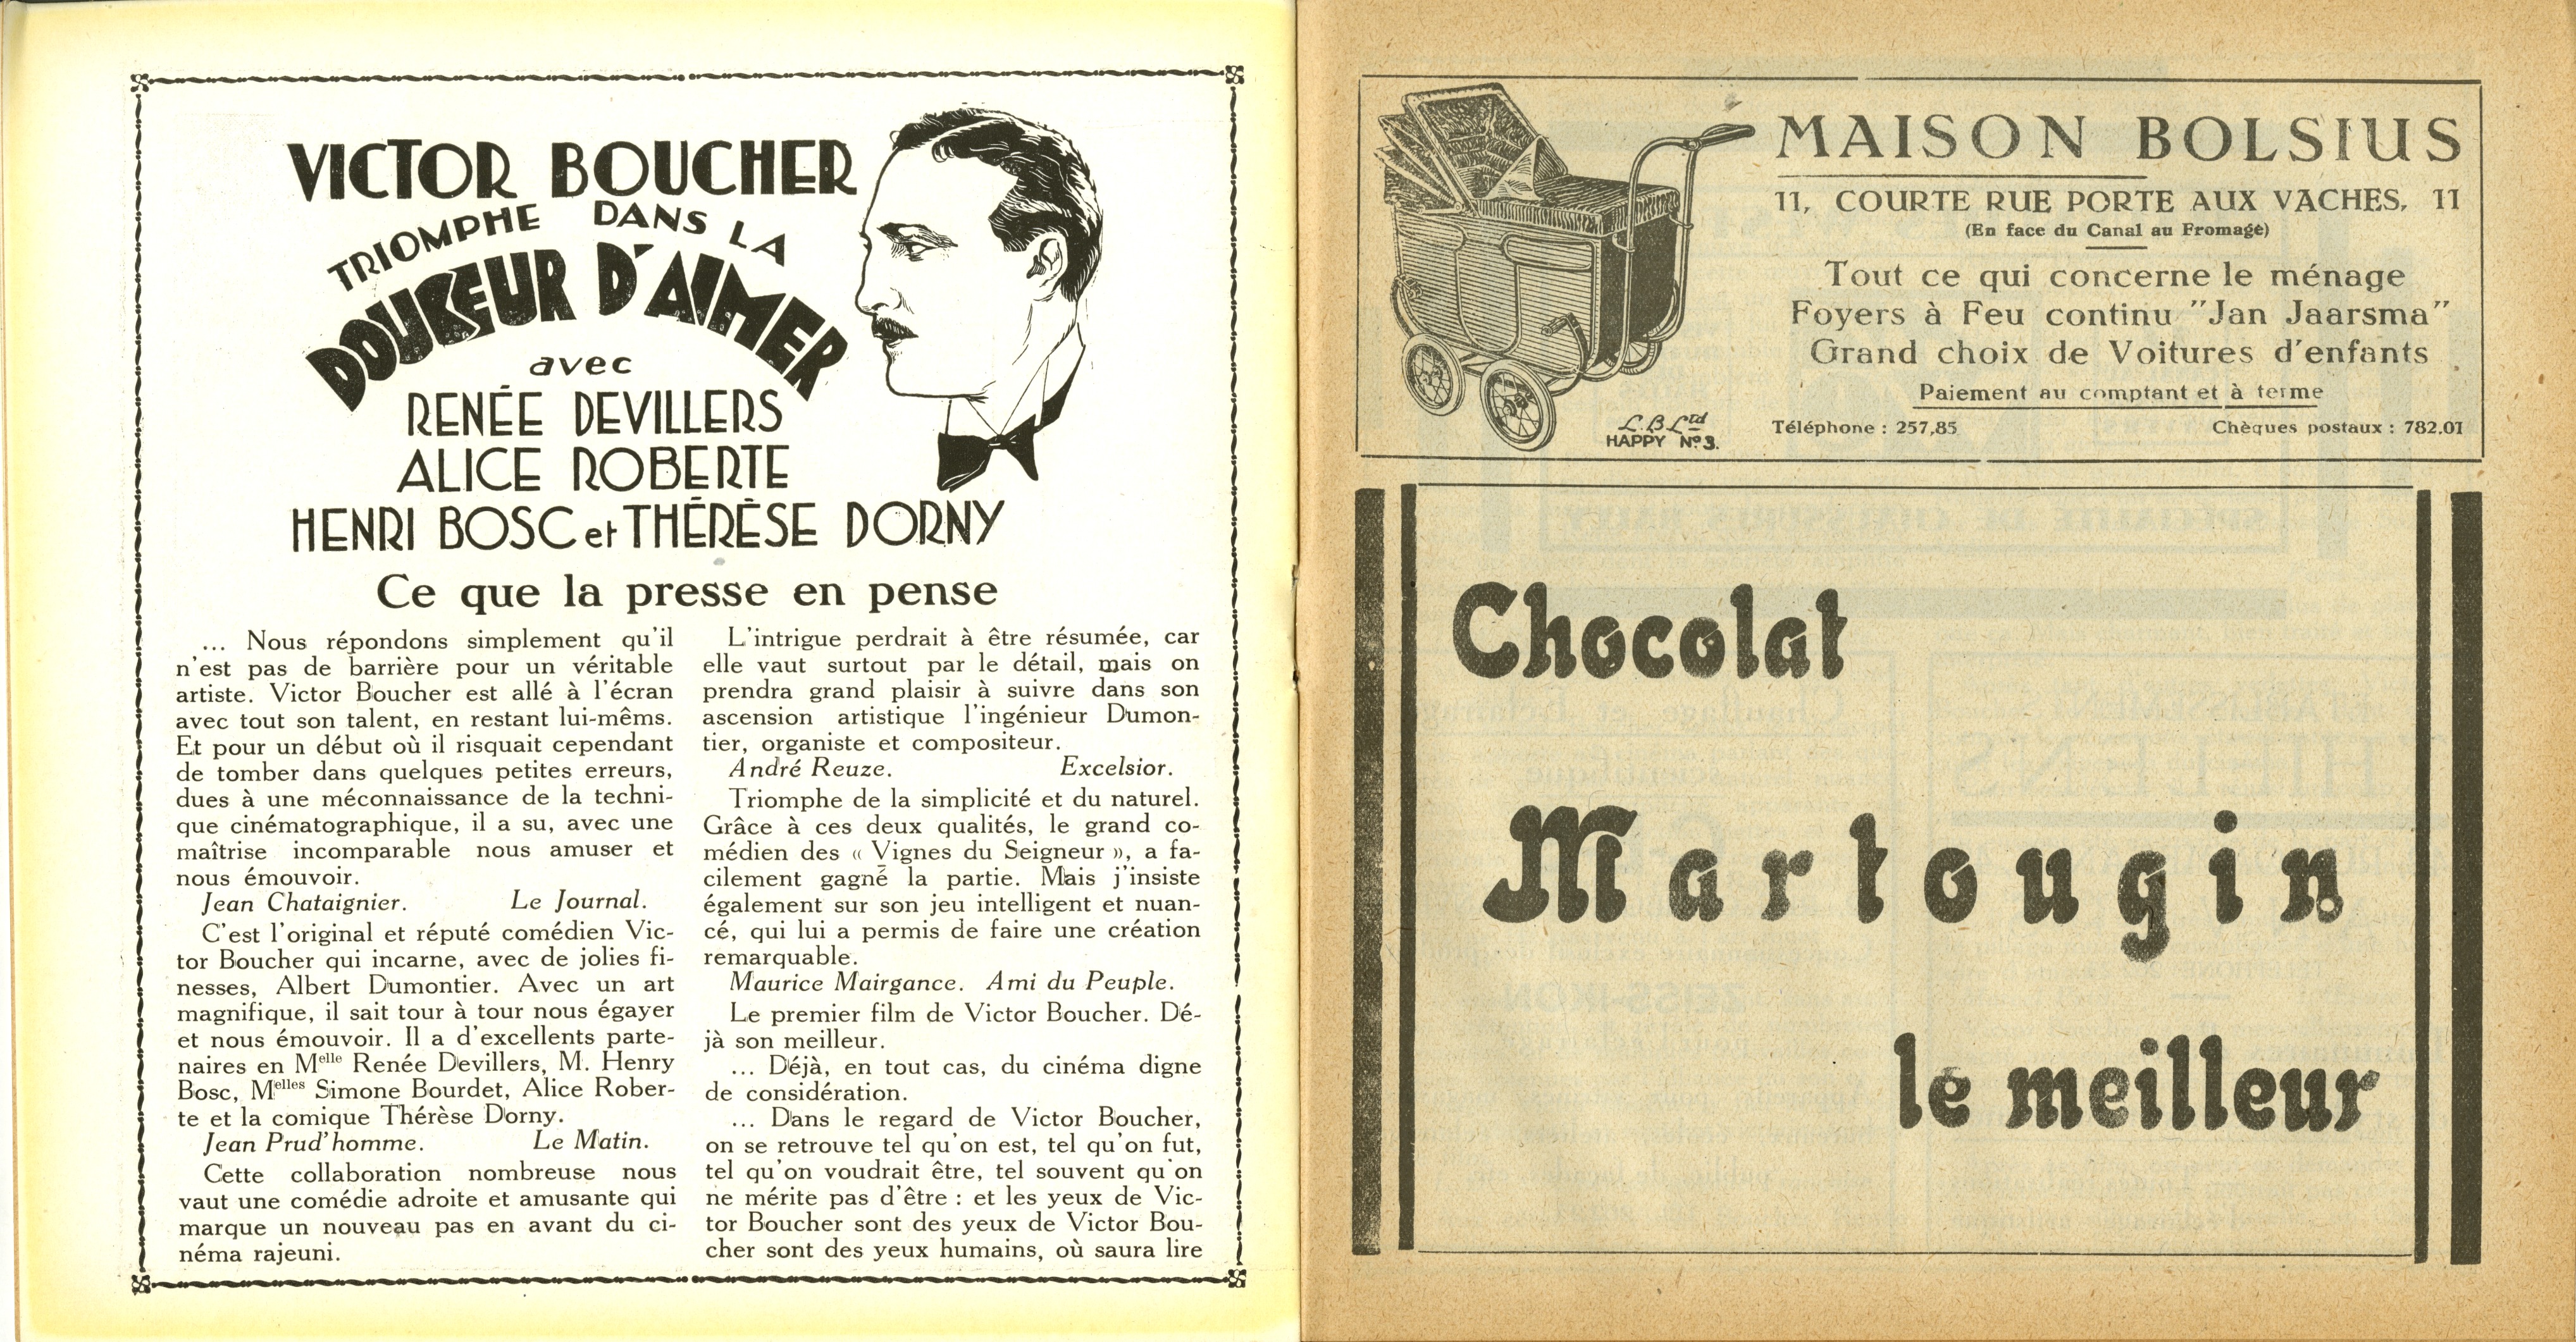 VICTOR BOUCHER
TRIOMPHE DANS LA
DOUCEUR D'AIMER
avec
RENÉE DEVILLERS
ALICE ROBERTE
HENRI BOSC et THÉRÈSE DORNY
Ce que la presse en pense
... Nous répondons simplement qu'il
n'est pas de barrière pour un véritable
artiste. Victor Boucher est allé à l'écran
avec tout son talent, en restant lui-mêms.
Et pour un début où il risquait cependant
de tomber dans quelques petites erreurs,
dues à une méconnaissance de la techni-
que cinématographique, il a su, avec une
maîtrise incomparable nous amuser et
nous émouvoir.
Jean Chataignier. Le Journal.
C'est l'original et réputé comédien Vic-
tor Boucher qui incarne, avec de jolies fi-
nesses, Albert Dumontier. Avec un art
magnifique, il sait tour à tour nous égayer
et nous émouvoir. Il a d'excellents parte-
naires en Melle Renée Devillers, M. Henry
Bosc, Melles Simone Bourdet, Alice Rober-
te et la comique Thérèse Dorny.
Jean Prud'homme. Le Matin.
Cette collaboration nombreuse nous
vaut une comédie adroite et amusante qui
marque un nouveau pas en avant du ci-
néma rajeuni.
L'intrigue perdrait à être résumée, car
elle vaut surtout par le détail, mais on
prendra grand plaisir à suivre dans son
ascension artistique l'ingénieur Dumon-
tier, organiste et compositeur.
André Reuze. Excelsior.
Triomphe de la simplicité et du naturel.
Grâce à ces deux qualités, le grand co-
médien des « Vignes du Seigneur », a fa-
cilement gagné la partie. Mais j'insiste
également sur son jeu intelligent et nuan-
cé, qui lui a permis de faire une création
remarquable.
Maurice Mairgance. Ami du Peuple.
Le premier film de Victor Boucher. Dé-
jà son meilleur.
... Déjà, en tout cas, du cinéma digne
de considération.
... Dans le regard de Victor Boucher,
on se retrouve tel qu'on est, tel qu'on fut,
tel qu'on voudrait être, tel souvent qu'on
ne mérite pas d'être : et les yeux de Vic-
tor Boucher sont des yeux de Victor Bou-
cher sont des yeux humains, où saura lire
MAISON BOLSIUS
11, COURTE RUE PORTE AUX VACHES, 11
(En face du Canal au Fromage)
Tout ce qui concerne le ménage
Foyers à Feu continu "Jan Jaarsma"
Grand choix de Voitures d'enfants
Paiement au comptant et à terme
Téléphone : 257,85 Chèques postaux : 782.01
L.B Ltd
HAPPY No 3.
Chocolat
Martougin
le meilleur